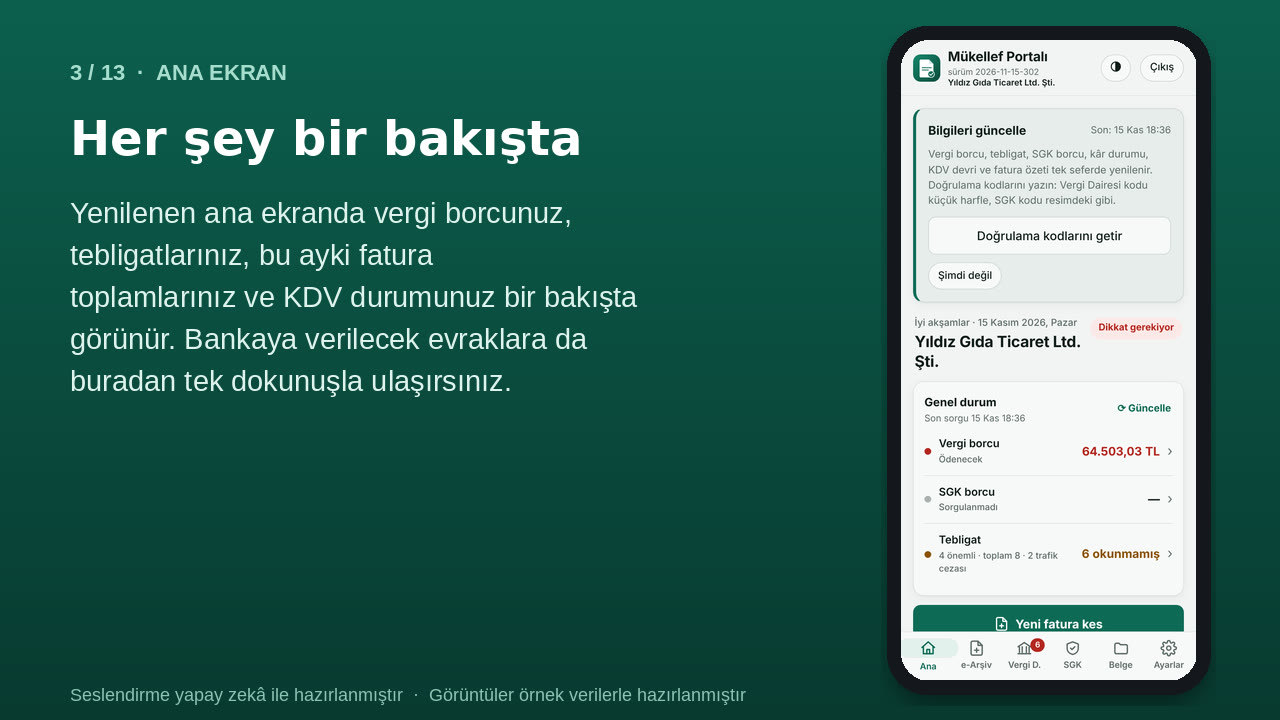 3 / 13 · ANA EKRAN
Her şey bir bakışta
Yenilenen ana ekranda vergi borcunuz,
tebligatlarınız, bu ayki fatura
toplamlarınız ve KDV durumunuz bir bakışta
görünür. Bankaya verilecek evraklara da
buradan tek dokunuşla ulaşırsınız.
Seslendirme yapay zekâ ile hazırlanmıştır · Görüntüler örnek verilerle hazırlanmıştır
Mükellef Portalı
sürüm 2026-11-15-302
Yıldız Gıda Ticaret Ltd. Şti.
Çıkış
Bilgileri güncelle
Son: 15 Kas 18:36
Vergi borcu, tebligat, SGK borcu, kâr durumu,
KDV devri ve fatura özeti tek seferde yenilenir.
Doğrulama kodlarını yazın: Vergi Dairesi kodu
küçük harfle, SGK kodu resimdeki gibi.
Doğrulama kodlarını getir
Şimdi değil
İyi akşamlar · 15 Kasım 2026, Pazar
Dikkat gerekiyor
Yıldız Gıda Ticaret Ltd.
Şti.
Genel durum
Son sorgu 15 Kas 18:36
⟳ Güncelle
Vergi borcu
Ödenecek
64.503,03 TL ›
SGK borcu
Sorgulanmadı
— ›
Tebligat
4 önemli · toplam 8 · 2 trafik
cezası
6 okunmamış ›
Yeni fatura kes
6
Ana
e-Arşiv
Vergi D.
SGK
Belge
Ayarlar